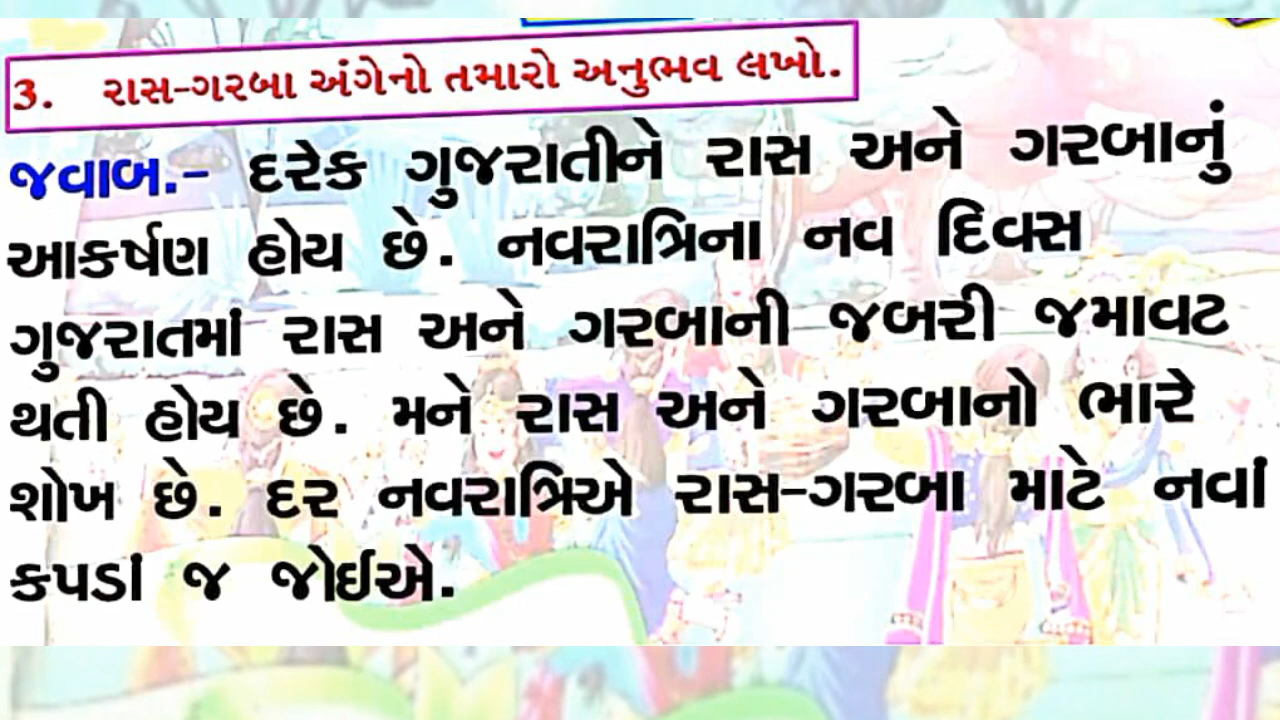 3. રાસ-ગરબા અંગેનો તમારો અનુભવ લખો.
જવાબ.- દરેક ગુજરાતીને રાસ અને ગરબાનું
આકર્ષણ હોય છે. નવરાત્રિના નવ દિવસ
ગુજરાતમાં રાસ અને ગરબાની જબરી જમાવટ
થતી હોય છે. મને રાસ અને ગરબાનો ભારે
શોખ છે. દર નવરાત્રિએ રાસ-ગરબા માટે નવાં
કપડાં જ જોઈએ.